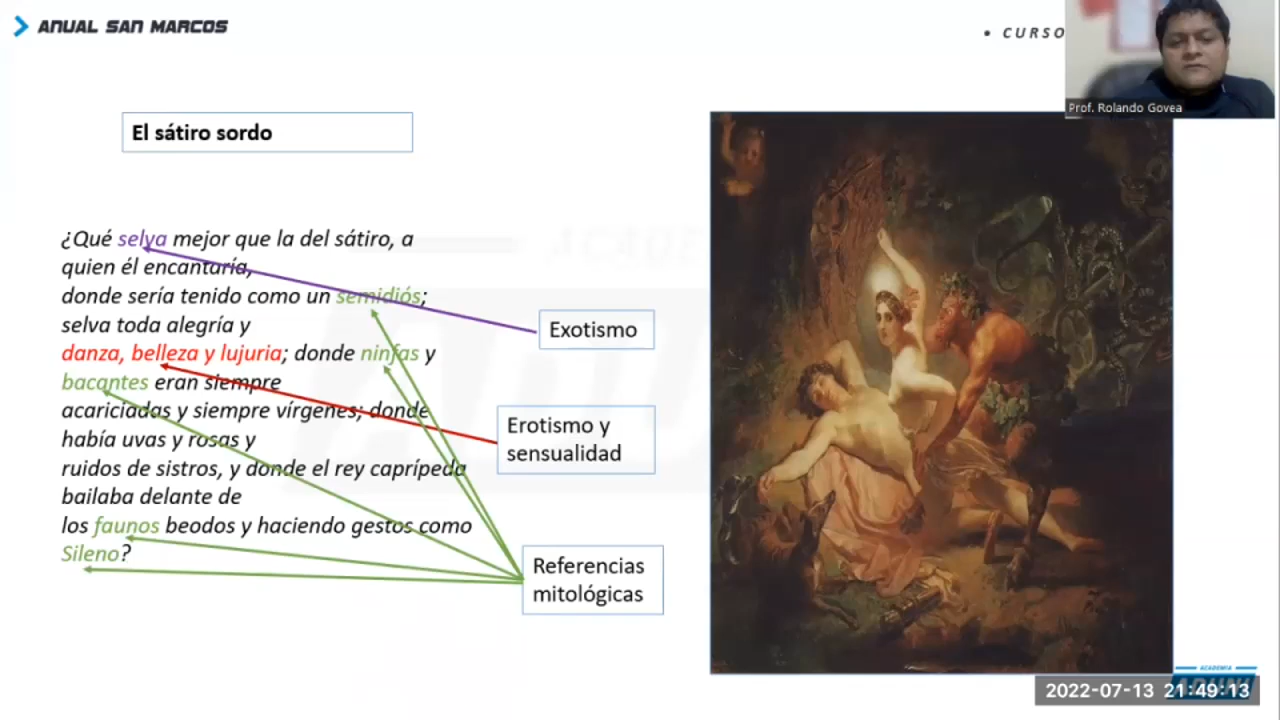 ANUAL SAN MARCOS
• CURSO
Prof. Rolando Govea
El sátiro sordo
¿Qué selva mejor que la del sátiro, a
quien él encantaría,
donde sería tenido como un semidiós;
selva toda alegría y
danza, belleza y lujuria; donde ninfas y
bacantes eran siempre
acariciadas y siempre vírgenes; donde
había uvas y rosas y
ruidos de sistros, y donde el rey caprípeda
bailaba delante de
los faunos beodos y haciendo gestos como
Sileno?
Exotismo
Erotismo y
sensualidad
Referencias
mitológicas
ACADEMIA
2022-07-13 21:49:13